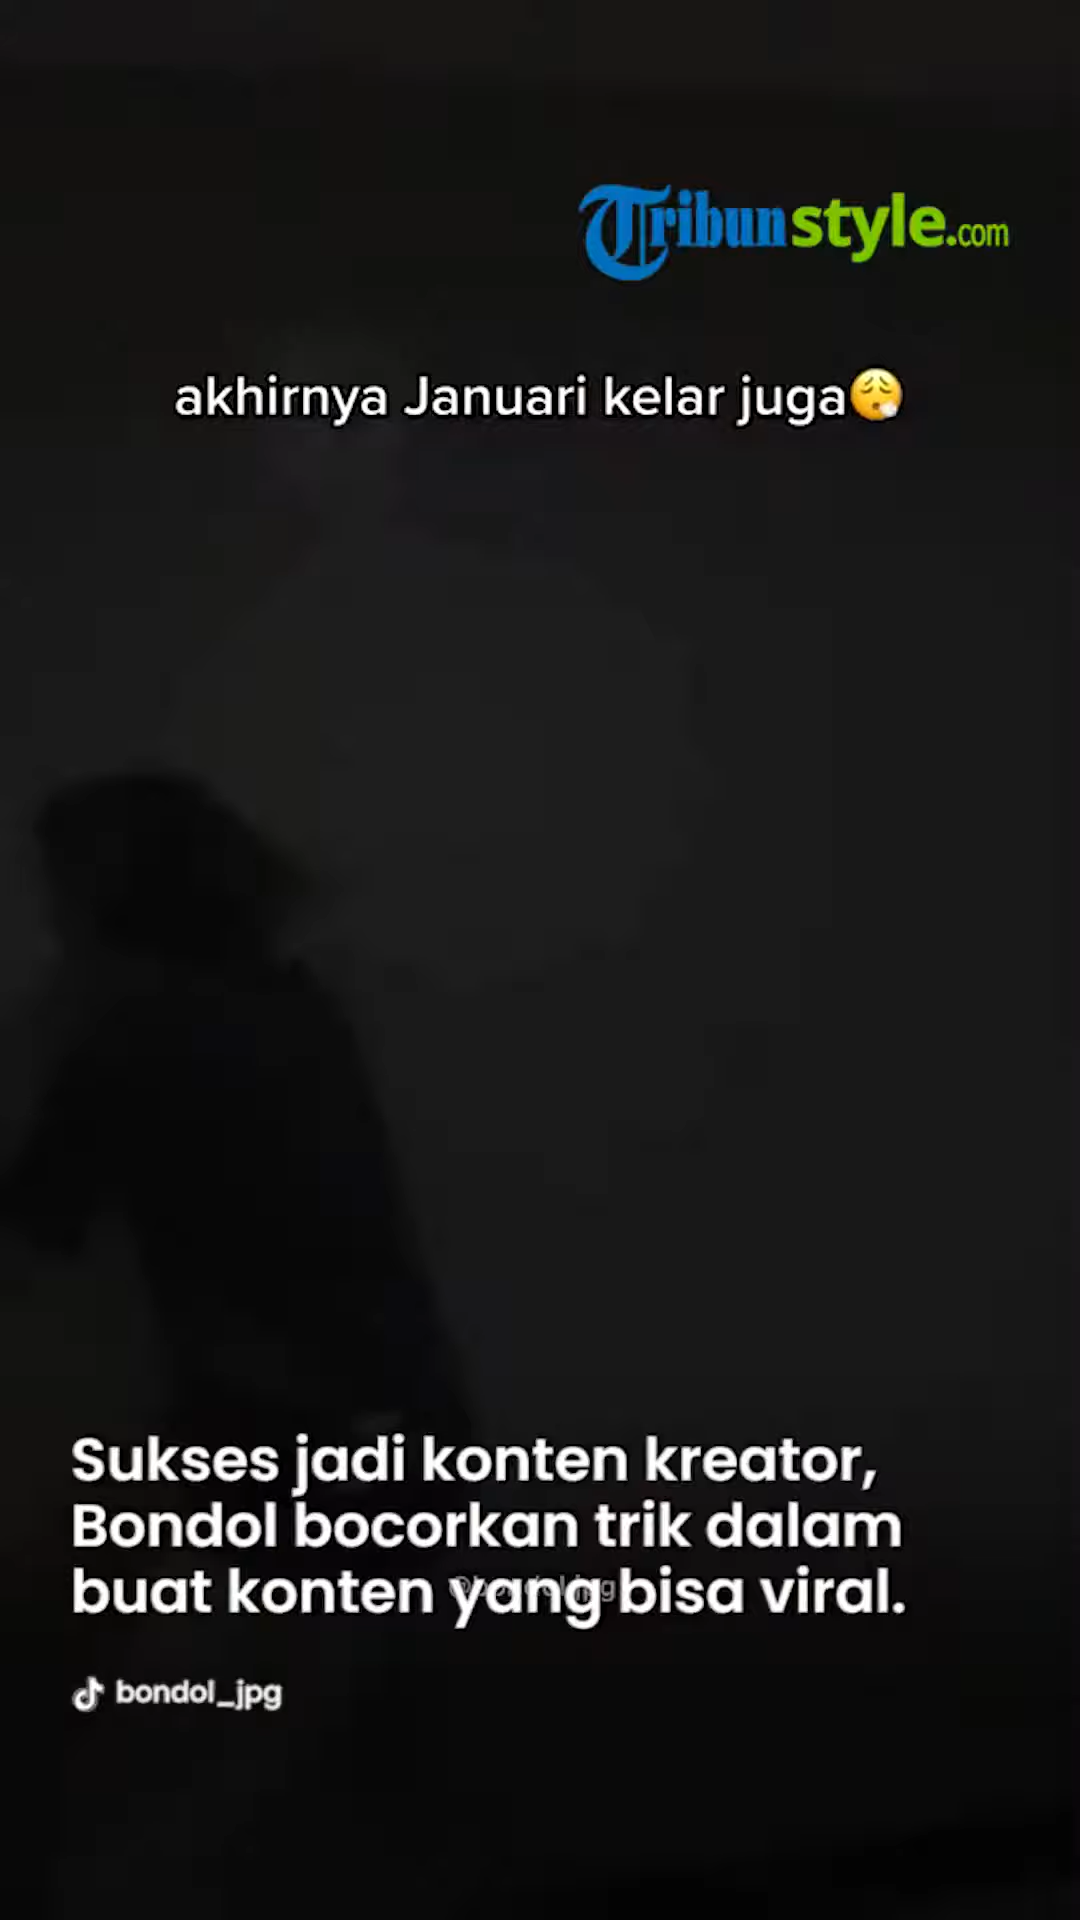 Tribunstyle.com
akhirnya Januari kelar juga😮‍💨
Sukses jadi konten kreator,
Bondol bocorkan trik dalam
buat konten yang bisa viral.
bondol_jpg